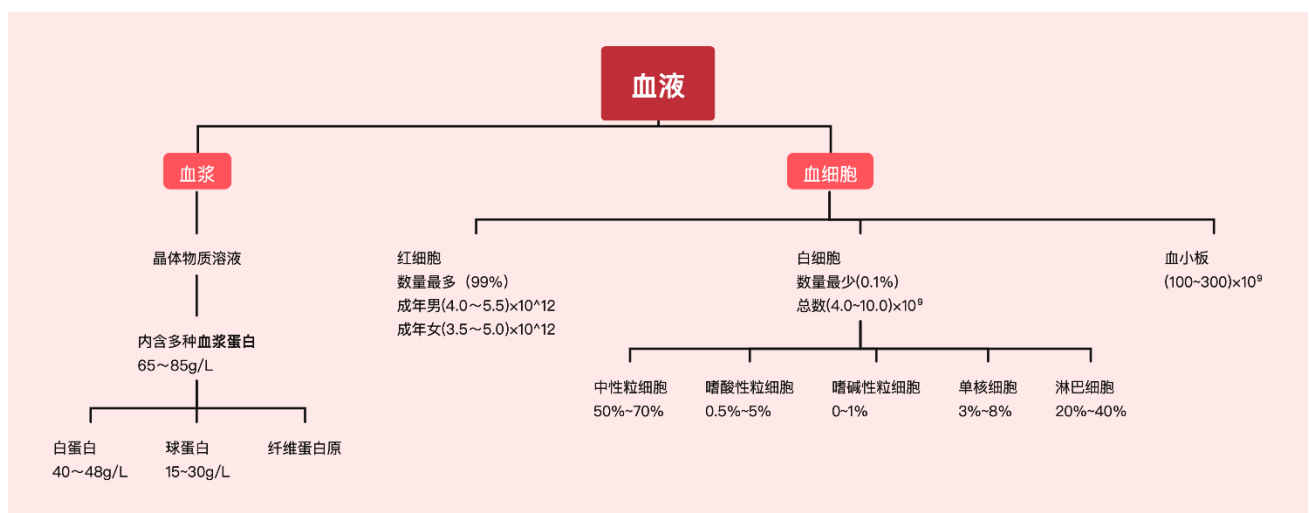 血液
血浆
血细胞
晶体物质溶液
内含多种血浆蛋白
65～85g/L
白蛋白
40～48g/L
球蛋白
15~30g/L
纤维蛋白原
红细胞
数量最多（99%）
成年男(4.0～5.5)×10^12
成年女(3.5～5.0)×10^12
白细胞
数量最少(0.1%)
总数(4.0~10.0)×10⁹
中性粒细胞
50%~70%
嗜酸性粒细胞
0.5%~5%
嗜碱性粒细胞
0~1%
单核细胞
3%~8%
淋巴细胞
20%~40%
血小板
(100~300)×10⁹